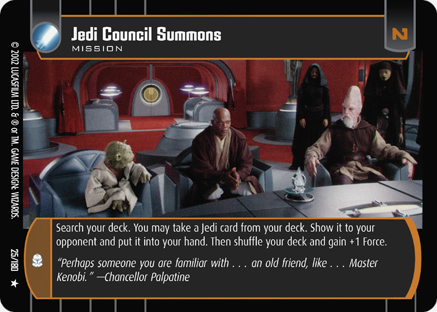 Jedi Council Summons
MISSION
N
Search your deck. You may take a Jedi card from your deck. Show it to your
opponent and put it into your hand. Then shuffle your deck and gain +1 Force.
"Perhaps someone you are familiar with . . . an old friend, like . . . Master
Kenobi." —Chancellor Palpatine
© 2002 LUCASFILM LTD. & ® or TM. GAME DESIGN: WIZARDS.
25/180 ★